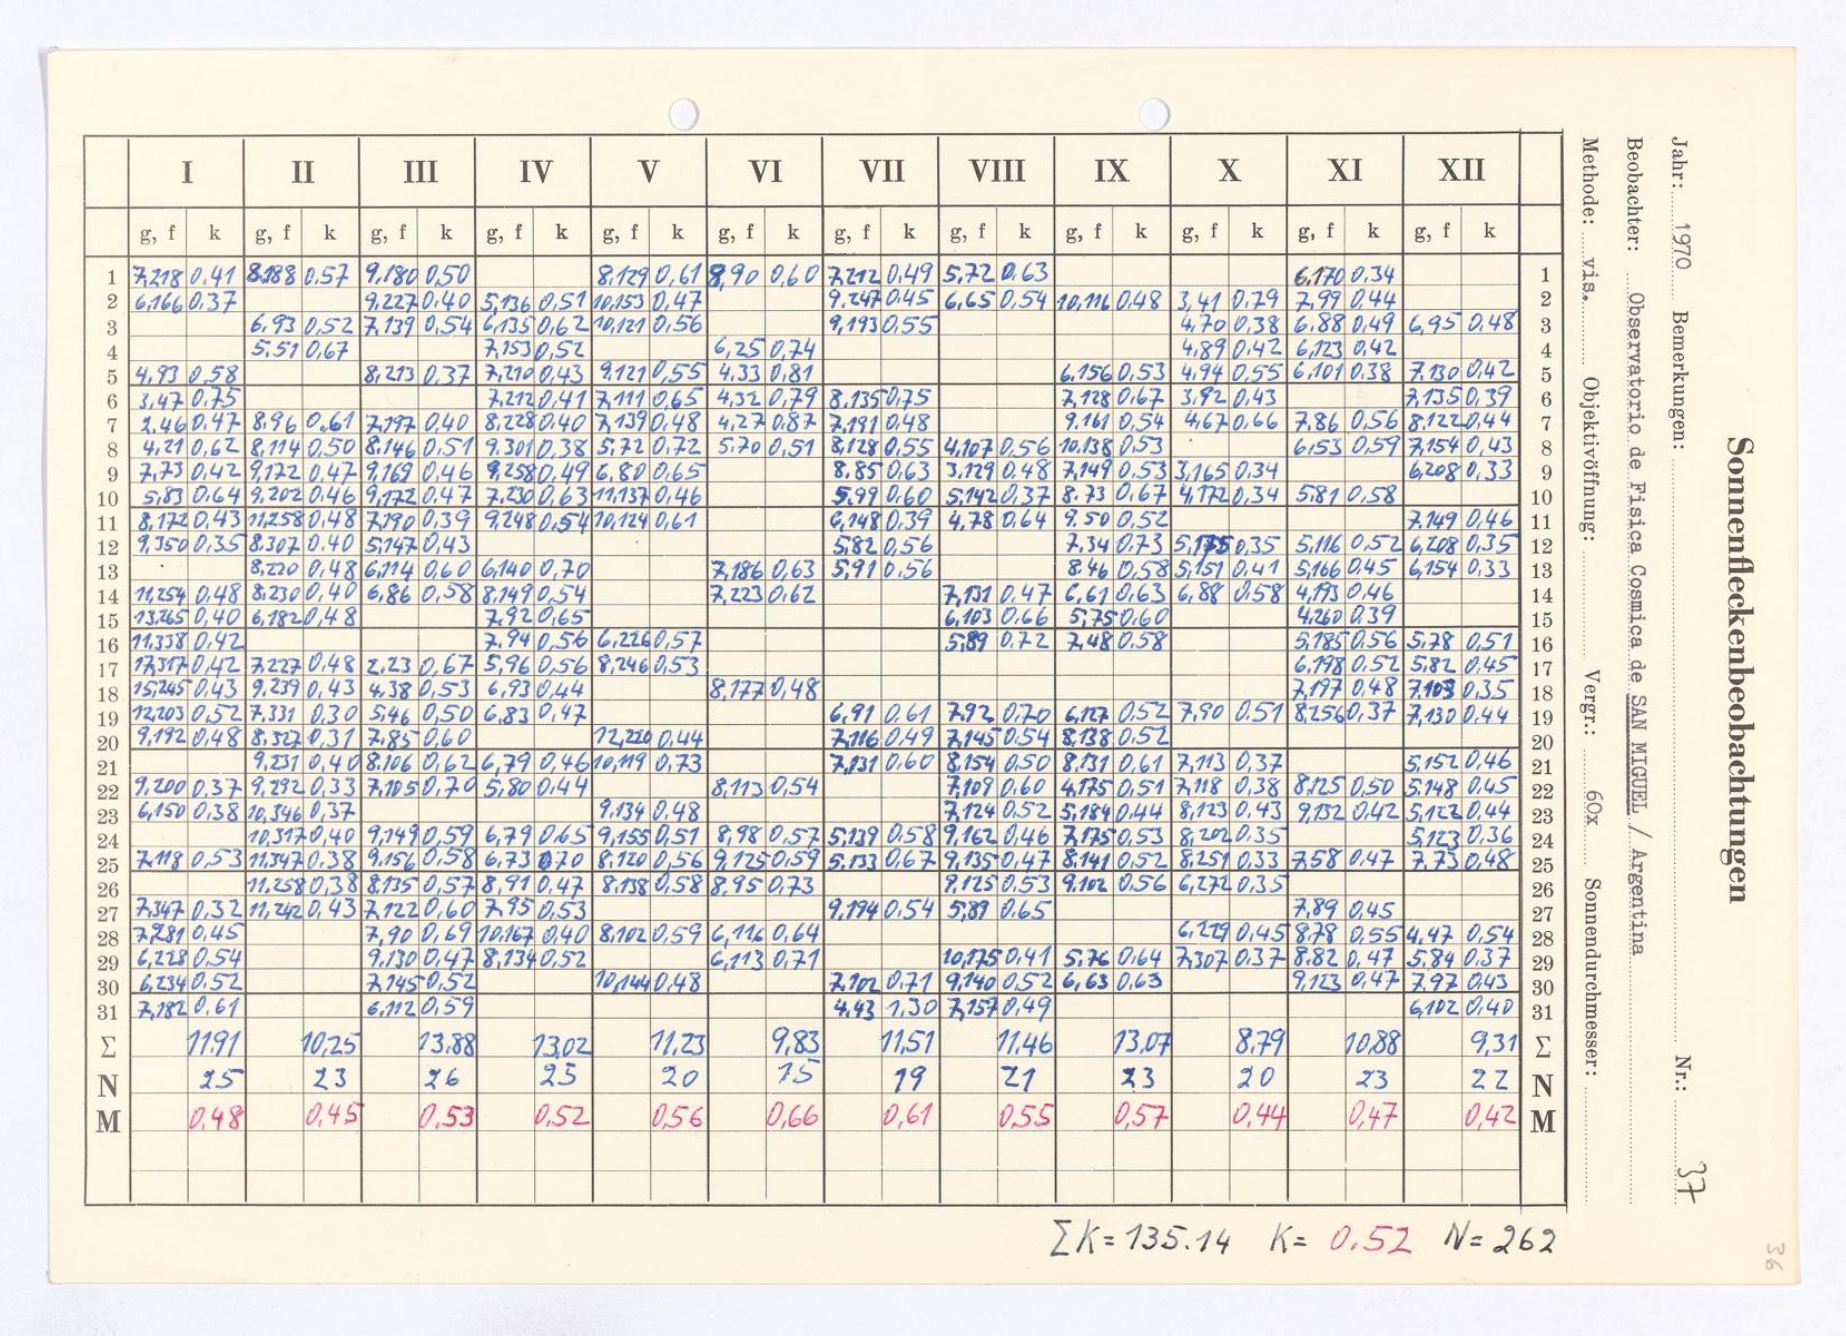 I II III IV V VI VII VIII IX X XI XII
g, f k g, f k g, f k g, f k g, f k g, f k g, f k g, f k g, f k g, f k g, f k g, f k
1 7,218 0,41 8.188 0,57 9,180 0,50 8,129 0,61 8,90 0,60 7,212 0,49 5,72 0,63 6,170 0,34 1
2 6,166 0,37 9,227 0,40 5,136 0,51 10,153 0,47 9.247 0,45 6,65 0,54 10,116 0,48 3,41 0,79 7,99 0,44 2
3 6,93 0,52 7,139 0,54 6,135 0,62 10,121 0,56 9,193 0,55 4,70 0,38 6.88 0,49 6,95 0,48 3
4 5,51 0,67 7,153 0,52 6,25 0,74 4,89 0,42 6,123 0,42 4
5 4,93 0,58 8,213 0,37 7,210 0,43 9,121 0,55 4,33 0,81 6,156 0,53 4,94 0,55 6,101 0,38 7,130 0,42 5
6 3,47 0,75 7,212 0,41 7,111 0,65 4,32 0,79 8.135 0,75 7,128 0,67 3,92 0,43 7,135 0,39 6
7 2,46 0,47 8,96 0,61 7,197 0,40 8,228 0,40 7,139 0,48 4,27 0,87 7,191 0,48 9,161 0,54 4,67 0,66 7,86 0,56 8,122 0,44 7
8 4,21 0,62 8,114 0,50 8,146 0,51 9.301 0,38 5,72 0,72 5,70 0,51 8,128 0,55 4,107 0,56 10.138 0,53 6,53 0,59 7,154 0,43 8
9 7,73 0,42 9,172 0,47 9,169 0,46 9,258 0,49 6,80 0,65 8.85 0,63 3.129 0.48 7,149 0,53 3,165 0,34 6,208 0,33 9
10 5,83 0,64 9,202 0,46 9,172 0,47 7,230 0,63 11,137 0,46 5,99 0,60 5,142 0,37 8.73 0,67 4,172 0,34 5,81 0,58 10
11 8,172 0,43 11,258 0,48 7,190 0,39 9,248 0,54 10,124 0,61 6,148 0,39 4,78 0,64 9.50 0,52 7,149 0,46 11
12 9,350 0,35 8.307 0,40 5,147 0,43 5,82 0,56 7,34 0,73 5,175 0,35 5,116 0,52 6,208 0,35 12
13 8,220 0,48 6,114 0,60 6,140 0,70 7,186 0,63 5,91 0,56 8.46 0,58 5,151 0,41 5,166 0,45 6,154 0,33 13
14 11,254 0,48 8.230 0,40 6,86 0,58 8,149 0,54 7,223 0,62 7,131 0,47 6,61 0,63 6,88 0,58 4,193 0,46 14
15 13,265 0,40 6,182 0,48 7,92 0,65 6,103 0,66 5,75 0,60 4,260 0,39 15
16 11,338 0,42 7.94 0,56 6,226 0,57 5,89 0,72 7,48 0,58 5,185 0,56 5,78 0,51 16
17 17,317 0,42 7,227 0,48 2,23 0,67 5,96 0,56 8,246 0,53 6,198 0,52 5,82 0,45 17
18 15,245 0,43 9,239 0,43 4,38 0,53 6,93 0,44 8,177 0,48 7,197 0,48 7,103 0,35 18
19 12,203 0,52 7.331 0,30 5,46 0,50 6,83 0,47 6,91 0,61 7,92 0,70 6,127 0,52 7,90 0,51 8,256 0,37 7,130 0,44 19
20 9,192 0,48 8,327 0,31 7,85 0,60 12,220 0,44 7,116 0,49 7,145 0,54 8,138 0,52 20
21 9,231 0,40 8.106 0,62 6,79 0,46 10,119 0,73 7,131 0,60 8,154 0,50 8,131 0,61 7,113 0,37 5,152 0,46 21
22 9,200 0,37 9,292 0,33 7,105 0,70 5,80 0,44 8,113 0,54 7,109 0,60 4,175 0,51 7,118 0,38 8,125 0,50 5,148 0,45 22
23 6,150 0,38 10,346 0,37 9,134 0,48 7,124 0,52 5,184 0,44 8,123 0,43 9,132 0,42 5,122 0,44 23
24 10,317 0,40 9,149 0,59 6,79 0,65 9,155 0,51 8,98 0,57 5,139 0,58 9,162 0,46 7,175 0,53 8,202 0,35 5,123 0,36 24
25 7,118 0,53 11,347 0,38 9,156 0,58 6,73 0,70 8,120 0,56 9,125 0,59 5,133 0,67 9,135 0,47 8,141 0,52 8,251 0,33 7,58 0,47 7,73 0,48 25
26 11,258 0,38 8,135 0,57 8,91 0,47 8,138 0,58 8,95 0,73 9,125 0,53 9,102 0,56 6,272 0,35 26
27 7,347 0,32 11,242 0,43 7,122 0,60 7,95 0,53 9,194 0,54 5,89 0,65 7,89 0,45 27
28 7,281 0,45 7,90 0,69 10,167 0,40 8,102 0,59 6,116 0,64 6,229 0,45 8,78 0,55 4,47 0,54 28
29 6,228 0,54 9,130 0,47 8,134 0,52 6,113 0,71 10,175 0,41 5,76 0,64 7,307 0,37 8.82 0,47 5,84 0,37 29
30 6,234 0,52 7,145 0,52 10,144 0,48 7,102 0,71 9,140 0,52 6,63 0,63 9,123 0,47 7,97 0,43 30
31 7,182 0,61 6,112 0,59 4.43 1,30 7,157 0,49 6,102 0,40 31
Σ 11,91 10,25 13,88 13,02 11,23 9,83 11,51 11,46 13,07 8,79 10,88 9,31 Σ
N 25 23 26 25 20 15 19 21 23 20 23 22 N
M 0,48 0,45 0,53 0,52 0,56 0,66 0,61 0,55 0,57 0,44 0,47 0,42 M
ΣK = 135.14 K = 0.52 N = 262
Sonnenfleckenbeobachtungen
Jahr: 1970 Bemerkungen: Nr.: 37
Beobachter: Observatorio de Fisica Cosmica de SAN MIGUEL / Argentina
Methode: vis. Objektivöffnung: Vergr.: 60x Sonnendurchmesser:
36